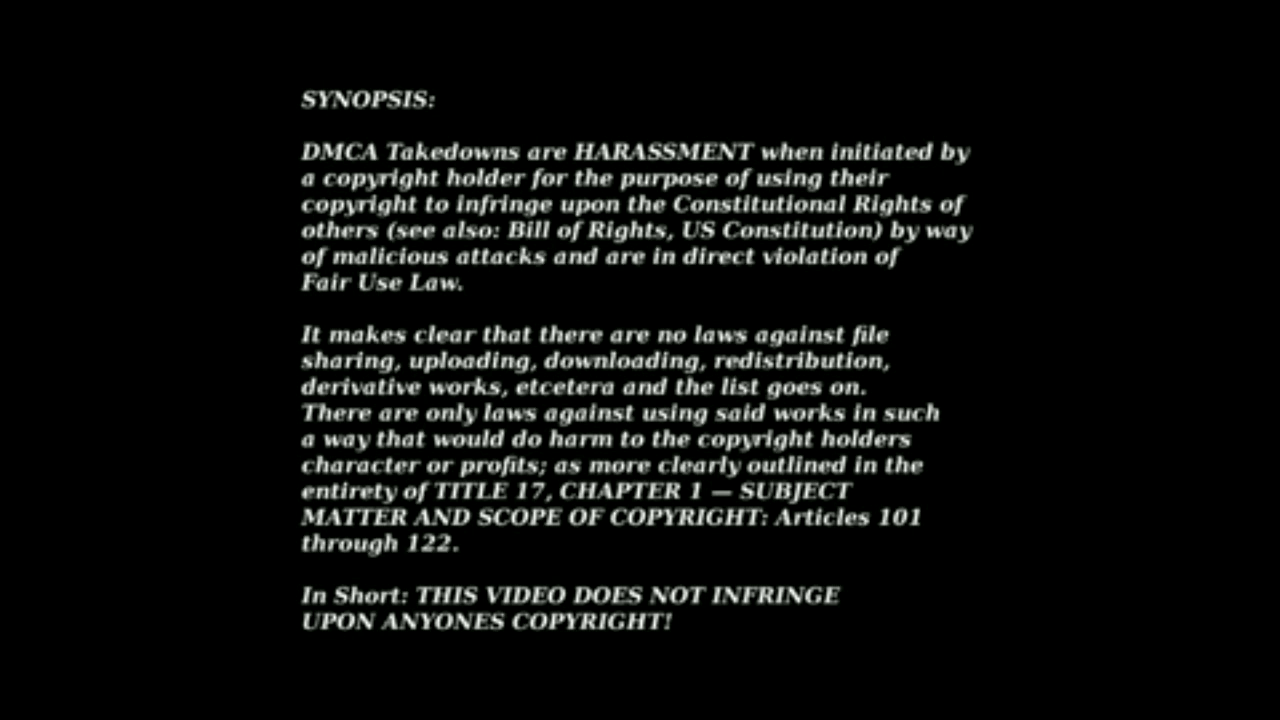 SYNOPSIS:
DMCA Takedowns are HARASSMENT when initiated by
a copyright holder for the purpose of using their
copyright to infringe upon the Constitutional Rights of
others (see also: Bill of Rights, US Constitution) by way
of malicious attacks and are in direct violation of
Fair Use Law.
It makes clear that there are no laws against file
sharing, uploading, downloading, redistribution,
derivative works, etcetera and the list goes on.
There are only laws against using said works in such
a way that would do harm to the copyright holders
character or profits; as more clearly outlined in the
entirety of TITLE 17, CHAPTER 1 — SUBJECT
MATTER AND SCOPE OF COPYRIGHT: Articles 101
through 122.
In Short: THIS VIDEO DOES NOT INFRINGE
UPON ANYONES COPYRIGHT!